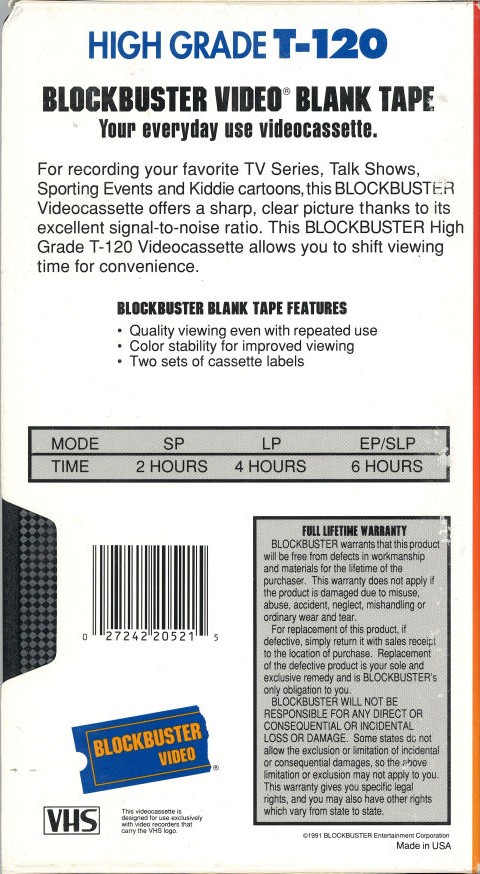 HIGH GRADE T-120
BLOCKBUSTER VIDEO® BLANK TAPE
Your everyday use videocassette.
For recording your favorite TV Series, Talk Shows,
Sporting Events and Kiddie cartoons, this BLOCKBUSTER
Videocassette offers a sharp, clear picture thanks to its
excellent signal-to-noise ratio. This BLOCKBUSTER High
Grade T-120 Videocassette allows you to shift viewing
time for convenience.
BLOCKBUSTER BLANK TAPE FEATURES
• Quality viewing even with repeated use
• Color stability for improved viewing
• Two sets of cassette labels
MODE SP LP EP/SLP
TIME 2 HOURS 4 HOURS 6 HOURS
0 27242 20521 5
BLOCKBUSTER
VIDEO ®
VHS
This videocassette is
designed for use exclusively
with video recorders that
carry the VHS logo.
FULL LIFETIME WARRANTY
BLOCKBUSTER warrants that this product
will be free from defects in workmanship
and materials for the lifetime of the
purchaser. This warranty does not apply if
the product is damaged due to misuse,
abuse, accident, neglect, mishandling or
ordinary wear and tear.
For replacement of this product, if
defective, simply return it with sales receipt
to the location of purchase. Replacement
of the defective product is your sole and
exclusive remedy and is BLOCKBUSTER's
only obligation to you.
BLOCKBUSTER WILL NOT BE
RESPONSIBLE FOR ANY DIRECT OR
CONSEQUENTIAL OR INCIDENTAL
LOSS OR DAMAGE. Some states do not
allow the exclusion or limitation of incidental
or consequential damages, so the above
limitation or exclusion may not apply to you.
This warranty gives you specific legal
rights, and you may also have other rights
which vary from state to state.
©1991 BLOCKBUSTER Entertainment Corporation
Made in USA